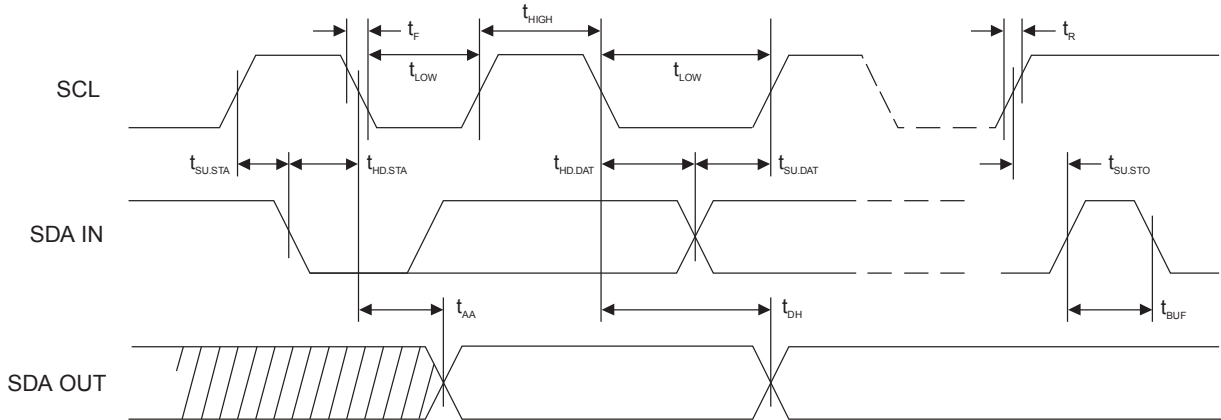 tHIGH
tF
tR
tLOW
tLOW
SCL
tSU.STA
tHD.STA
tHD.DAT
tSU.DAT
tSU.STO
SDA IN
tAA
tDH
tBUF
SDA OUT